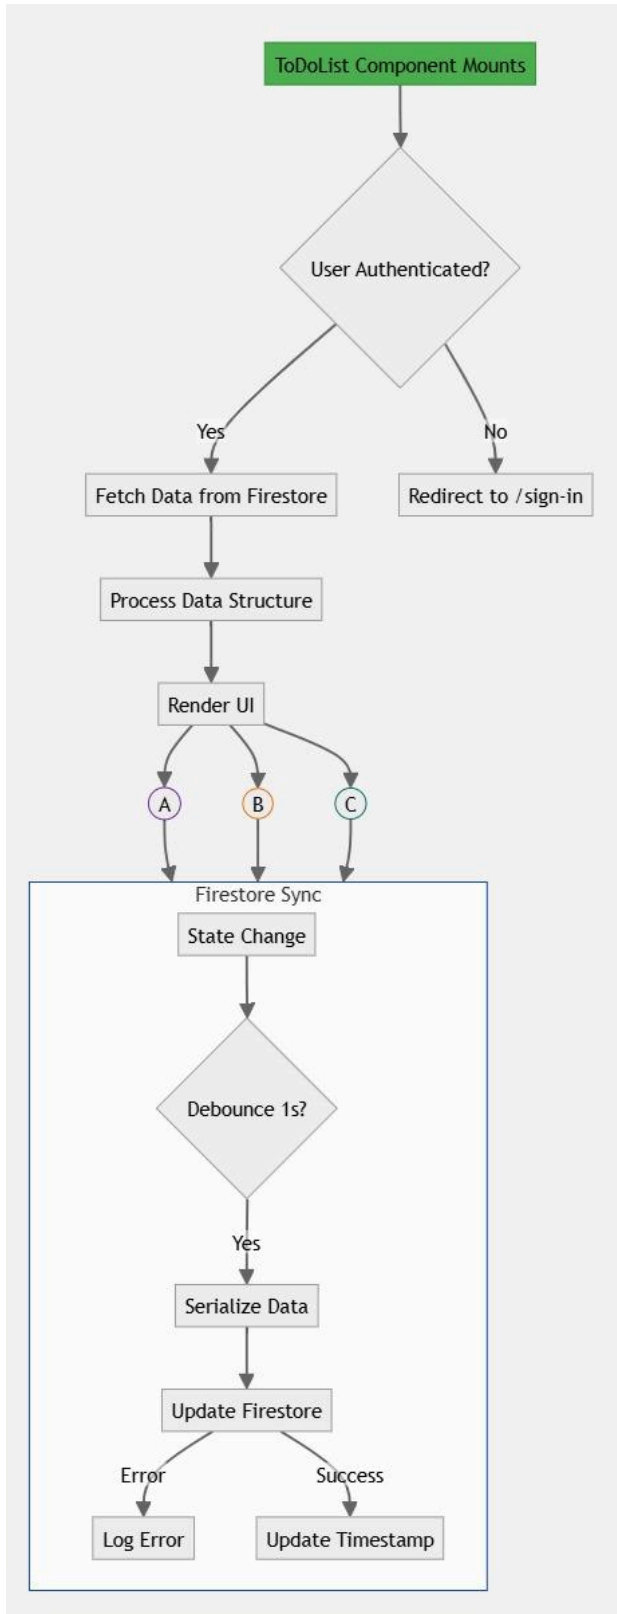 ToDoList Component Mounts
User Authenticated?
Yes
No
Fetch Data from Firestore
Redirect to /sign-in
Process Data Structure
Render UI
A
B
C
Firestore Sync
State Change
Debounce 1s?
Yes
Serialize Data
Update Firestore
Error
Success
Log Error
Update Timestamp